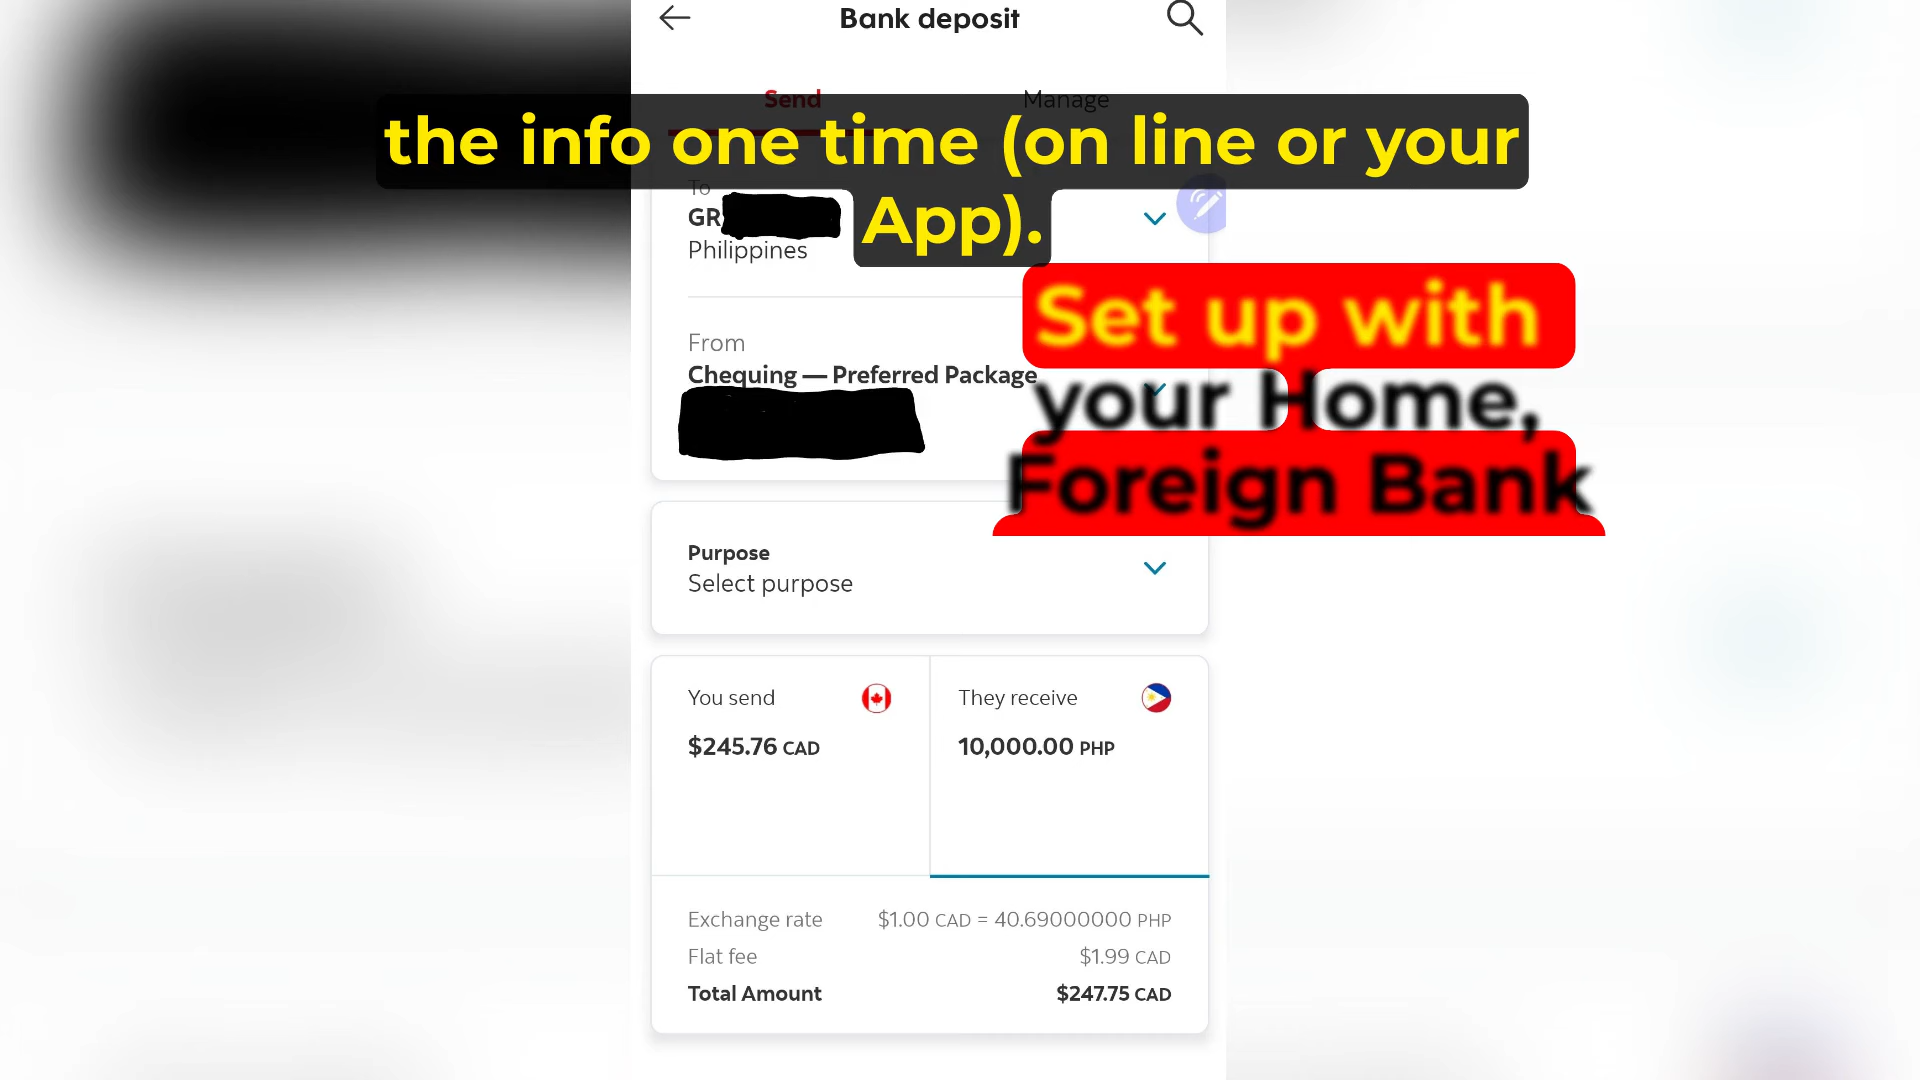 Bank deposit
Send
Manage
the info one time (on line or your
App).
To
GR
Philippines
Set up with
your Home,
Foreign Bank
From
Chequing — Preferred Package
Purpose
Select purpose
You send
They receive
$245.76 CAD
10,000.00 PHP
Exchange rate
$1.00 CAD = 40.69000000 PHP
Flat fee
$1.99 CAD
Total Amount
$247.75 CAD